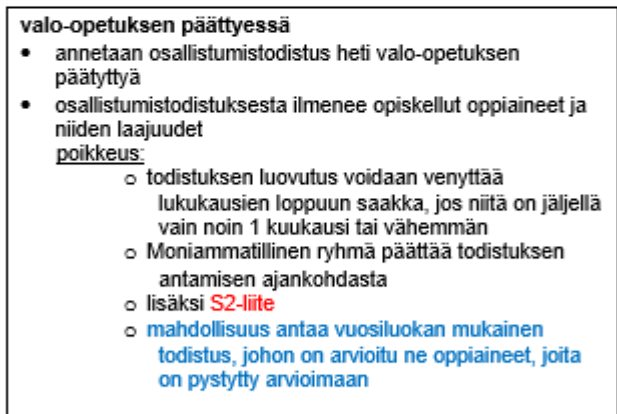 valo-opetuksen päättyessä
• annetaan osallistumistodistus heti valo-opetuksen
päätyttyä
• osallistumistodistuksesta ilmenee opiskellut oppiaineet ja
niiden laajuudet
poikkeus:
o todistuksen luovutus voidaan venyttää
lukukausien loppuun saakka, jos niitä on jäljellä
vain noin 1 kuukausi tai vähemmän
o Moniammatillinen ryhmä päättää todistuksen
antamisen ajankohdasta
o lisäksi S2-liite
o mahdollisuus antaa vuosiluokan mukainen
todistus, johon on arvioitu ne oppiaineet, joita
on pystytty arvioimaan